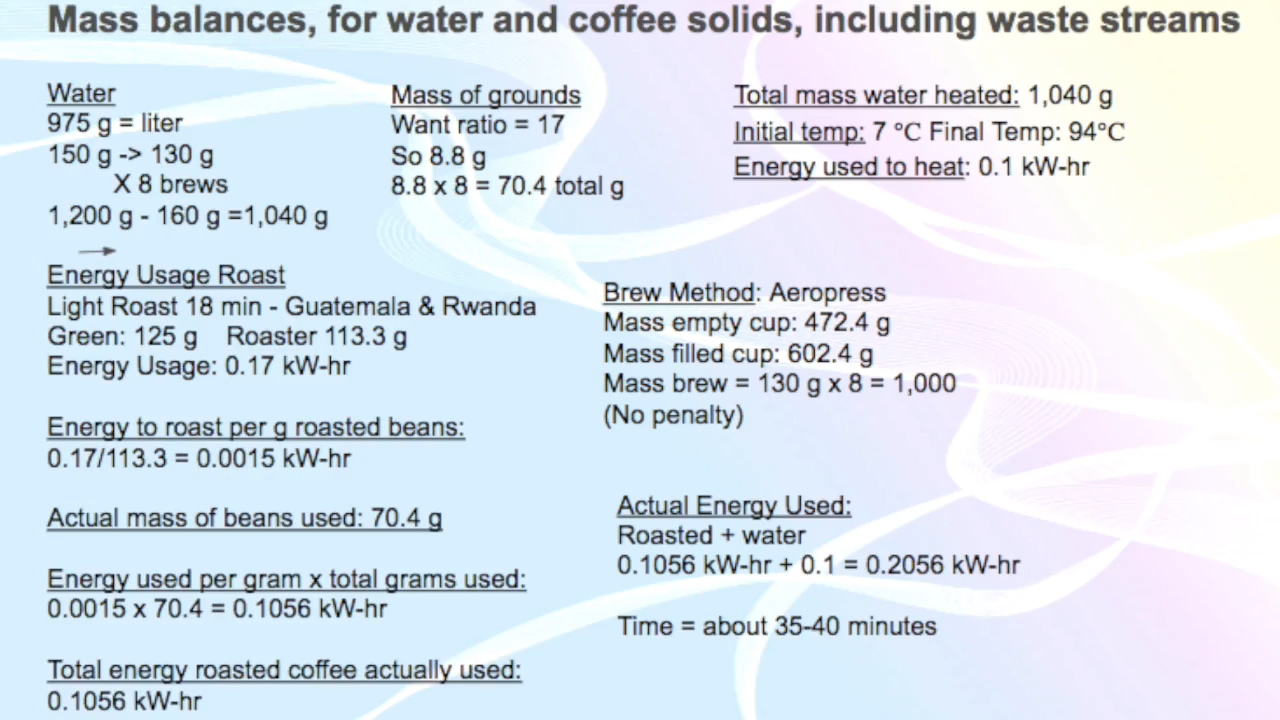 Mass balances, for water and coffee solids, including waste streams
Water
975 g = liter
150 g -> 130 g
X 8 brews
1,200 g - 160 g =1,040 g
Mass of grounds
Want ratio = 17
So 8.8 g
8.8 x 8 = 70.4 total g
Total mass water heated: 1,040 g
Initial temp: 7 °C Final Temp: 94°C
Energy used to heat: 0.1 kW-hr
Energy Usage Roast
Light Roast 18 min - Guatemala & Rwanda
Green: 125 g Roaster 113.3 g
Energy Usage: 0.17 kW-hr
Energy to roast per g roasted beans:
0.17/113.3 = 0.0015 kW-hr
Actual mass of beans used: 70.4 g
Energy used per gram x total grams used:
0.0015 x 70.4 = 0.1056 kW-hr
Total energy roasted coffee actually used:
0.1056 kW-hr
Brew Method: Aeropress
Mass empty cup: 472.4 g
Mass filled cup: 602.4 g
Mass brew = 130 g x 8 = 1,000
(No penalty)
Actual Energy Used:
Roasted + water
0.1056 kW-hr + 0.1 = 0.2056 kW-hr
Time = about 35-40 minutes